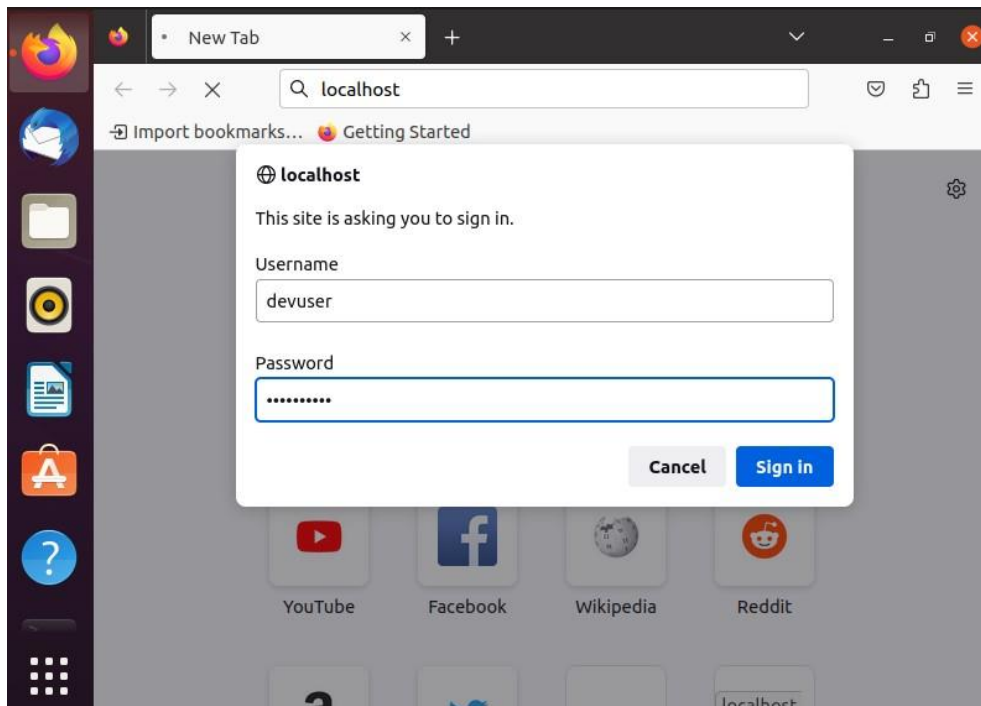 New Tab
localhost
Import bookmarks... Getting Started
localhost
This site is asking you to sign in.
Username
devuser
Password
••••••••••
Cancel Sign in
YouTube Facebook Wikipedia Reddit
localhost